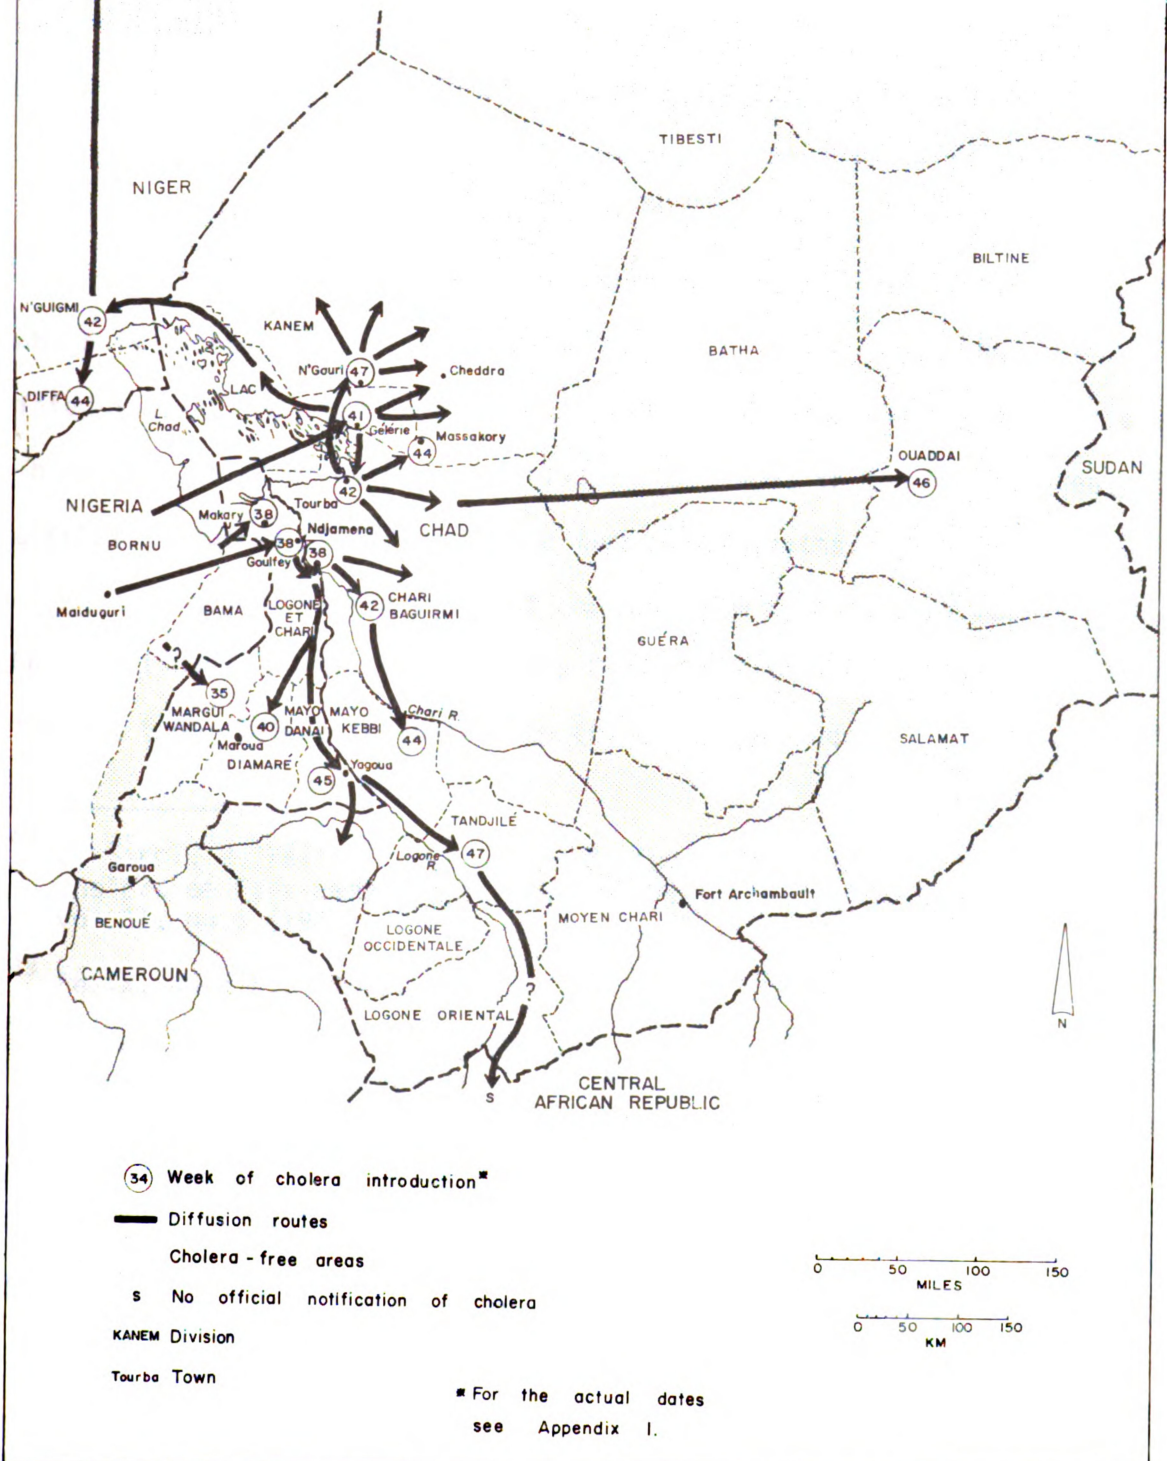 TIBESTI
NIGER
BILTINE
N'GUIGMI
42
KANEM
BATHA
N'Gouri 47
Cheddra
DIFFA 44
LAC
L.
Chad
41
Gélérie
Massakory
44
OUADDAI
46
SUDAN
42
Tourba
NIGERIA
Makary 38
Ndjamena
CHAD
38
38
BORNU
Goulfey
Maiduguri
BAMA
LOGONE
ET
CHARI
42
CHARI
BAGUIRMI
GUÉRA
?
35
MARGUI
WANDALA
40
MAYO
DANAI
MAYO
KEBBI
Chari R.
44
SALAMAT
Maroua
DIAMARÉ
45
Yagoua
TANDJILÉ
47
Logone
R.
Garoua
Fort Archambault
BENOUÉ
MOYEN CHARI
LOGONE
OCCIDENTALE
CAMEROUN
?
LOGONE ORIENTAL
N
S
CENTRAL
AFRICAN REPUBLIC
34 Week of cholera introduction*
Diffusion routes
Cholera - free areas
s No official notification of cholera
KANEM Division
Tourba Town
0 50 100 150
MILES
0 50 100 150
KM
* For the actual dates
see Appendix I.